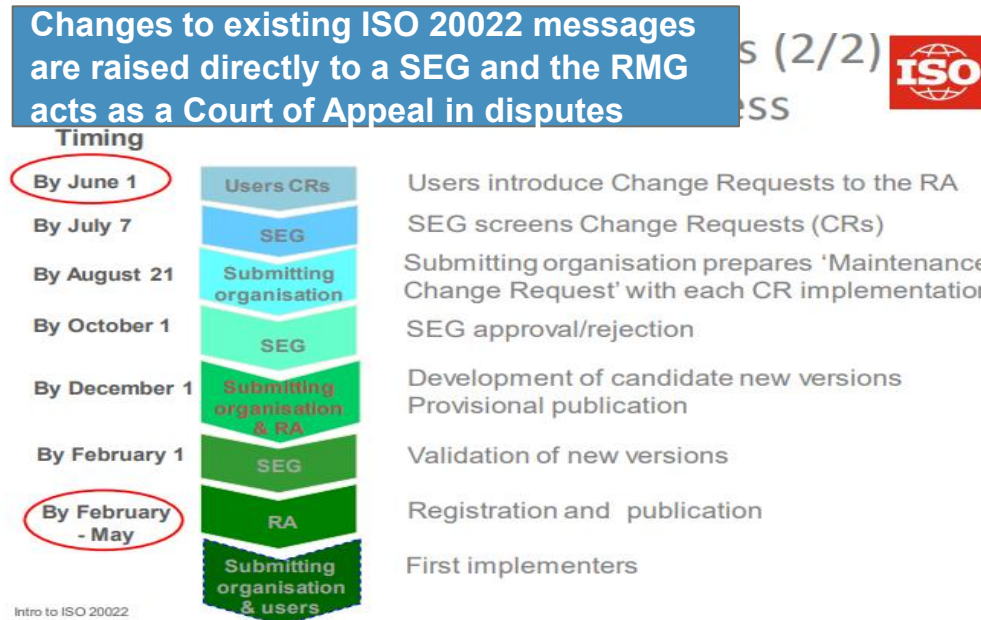 Changes to existing ISO 20022 messages
are raised directly to a SEG and the RMG
acts as a Court of Appeal in disputes
s (2/2)
ess
ISO
Timing
By June 1
Users CRs
Users introduce Change Requests to the RA
By July 7
SEG
SEG screens Change Requests (CRs)
By August 21
Submitting
organisation
Submitting organisation prepares ‘Maintenance
Change Request’ with each CR implementation
By October 1
SEG
SEG approval/rejection
By December 1
Submitting
organisation
& RA
Development of candidate new versions
Provisional publication
By February 1
SEG
Validation of new versions
By February
- May
RA
Registration and publication
Submitting
organisation
& users
First implementers
Intro to ISO 20022